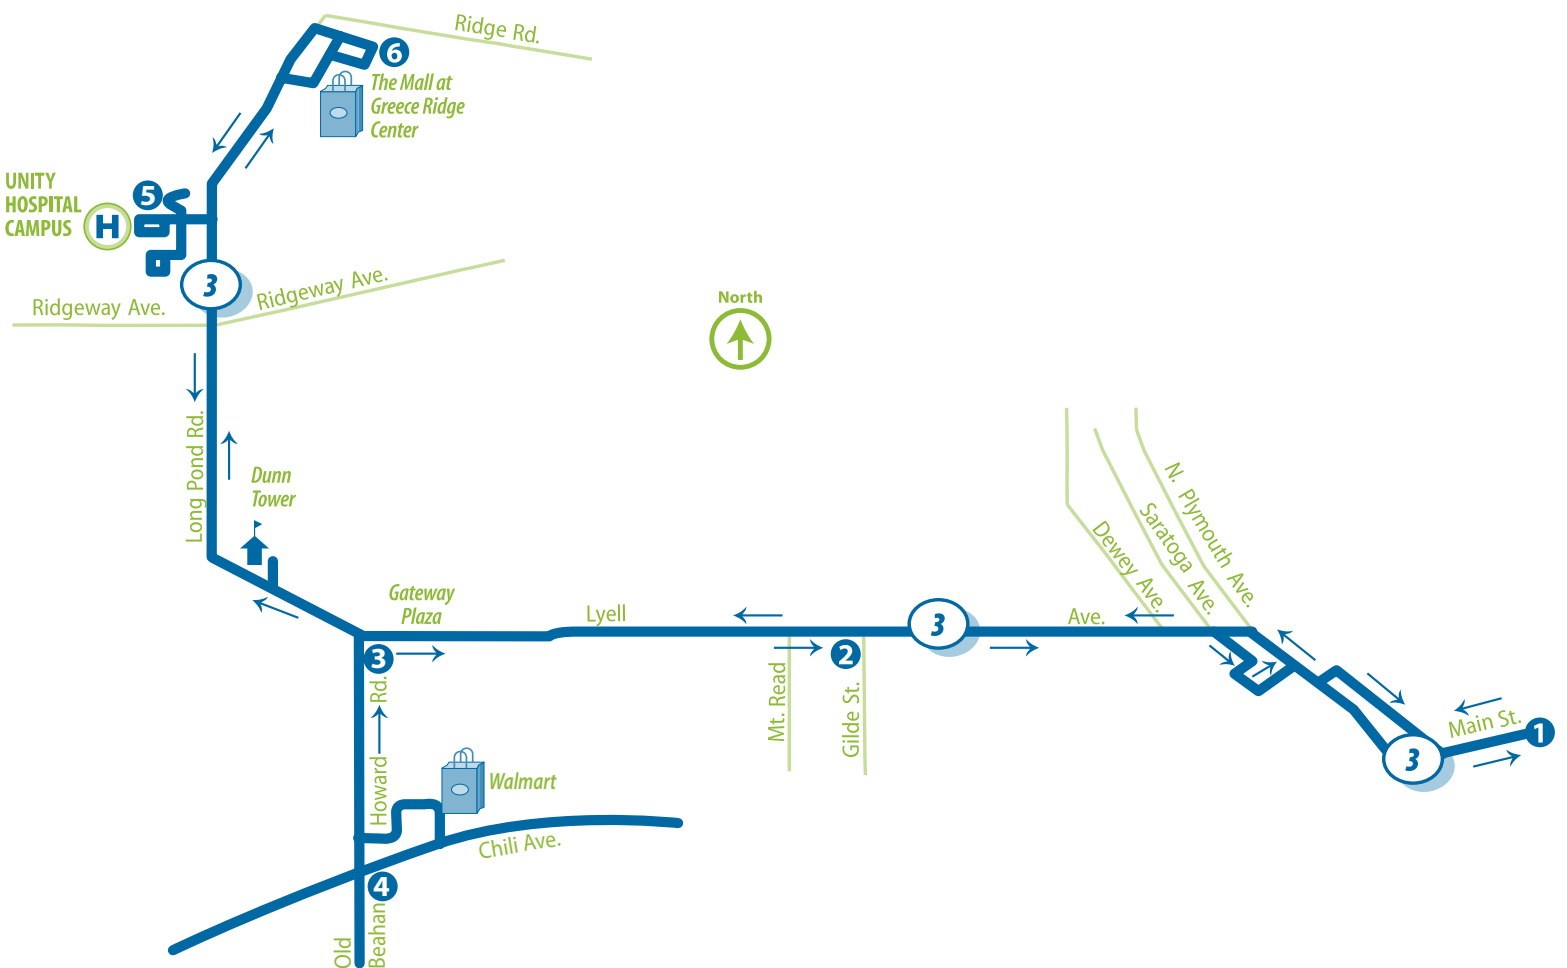 Ridge Rd.
6
The Mall at
Greece Ridge
Center
UNITY
HOSPITAL
CAMPUS
H
5
3
Ridgeway Ave.
Ridgeway Ave.
North
Long Pond Rd.
Dunn
Tower
Gateway
Plaza
Lyell
Ave.
3
Dewey Ave.
Saratoga Ave.
N. Plymouth Ave.
3
2
Mt. Read
Gilde St.
Howard Rd.
Walmart
Chili Ave.
4
Old
Beahan
Main St.
1
3